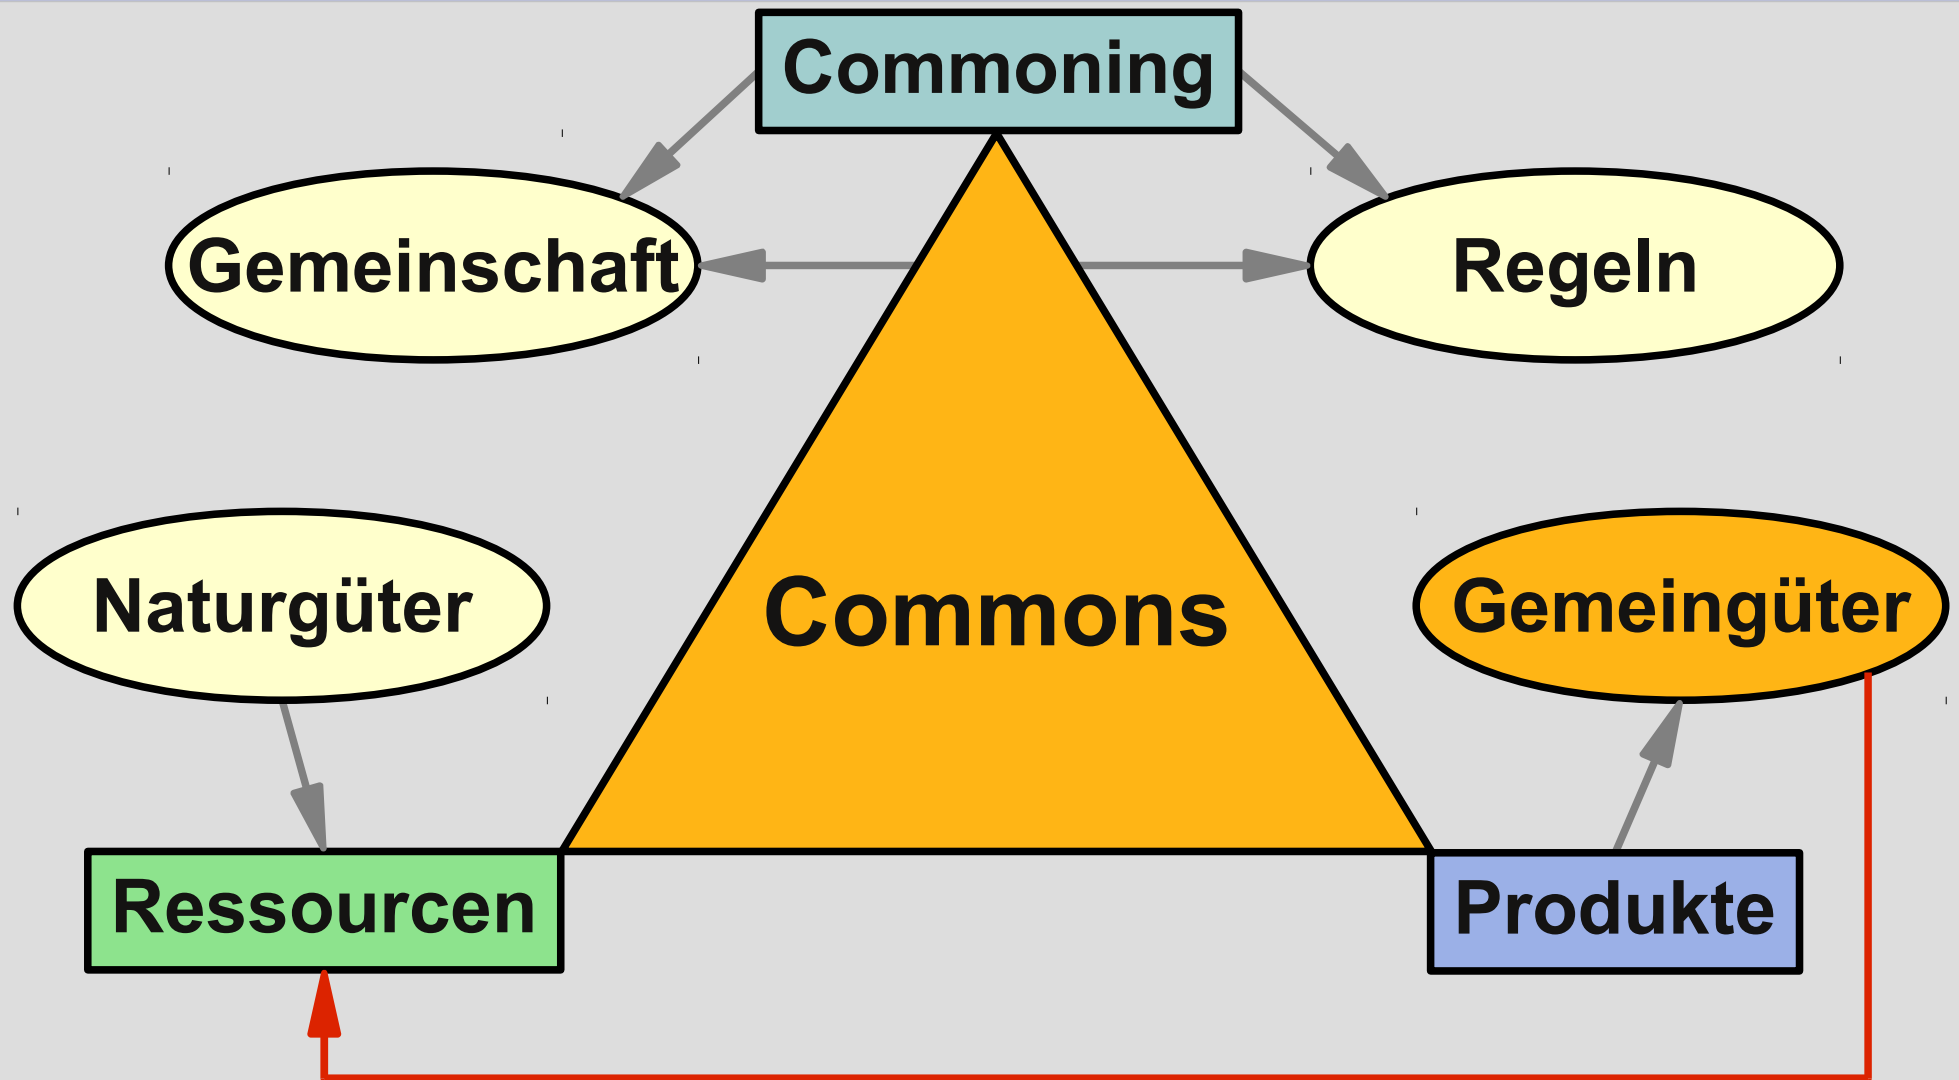 Commoning
Gemeinschaft
Regeln
Naturgüter
Commons
Gemeingüter
Ressourcen
Produkte